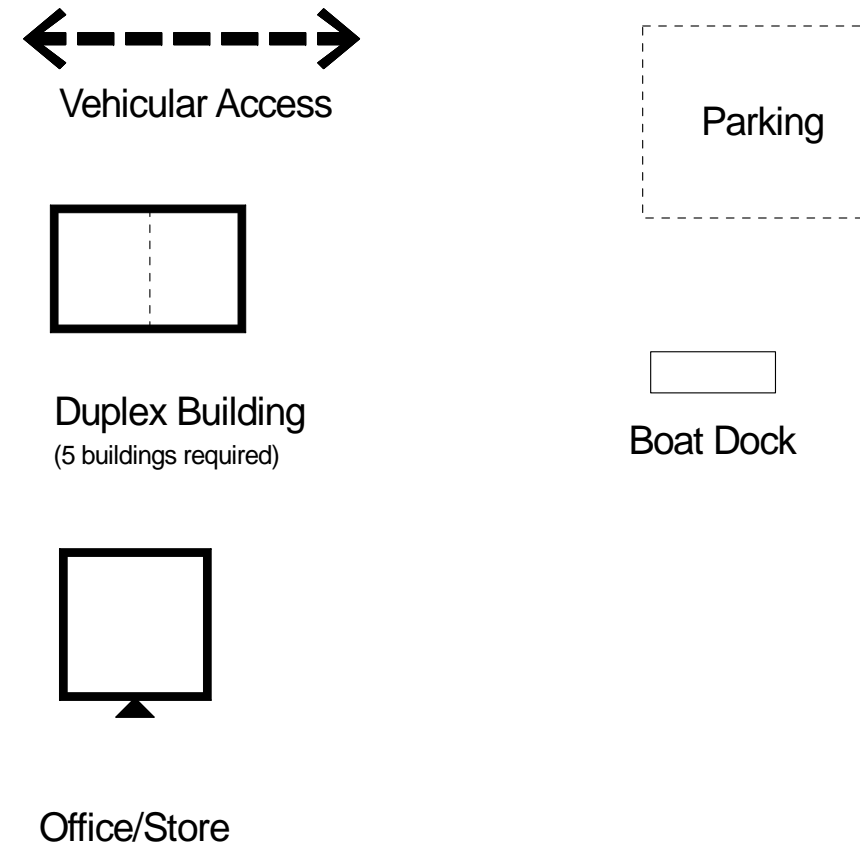 Vehicular Access
Parking
Duplex Building
(5 buildings required)
Boat Dock
Office/Store